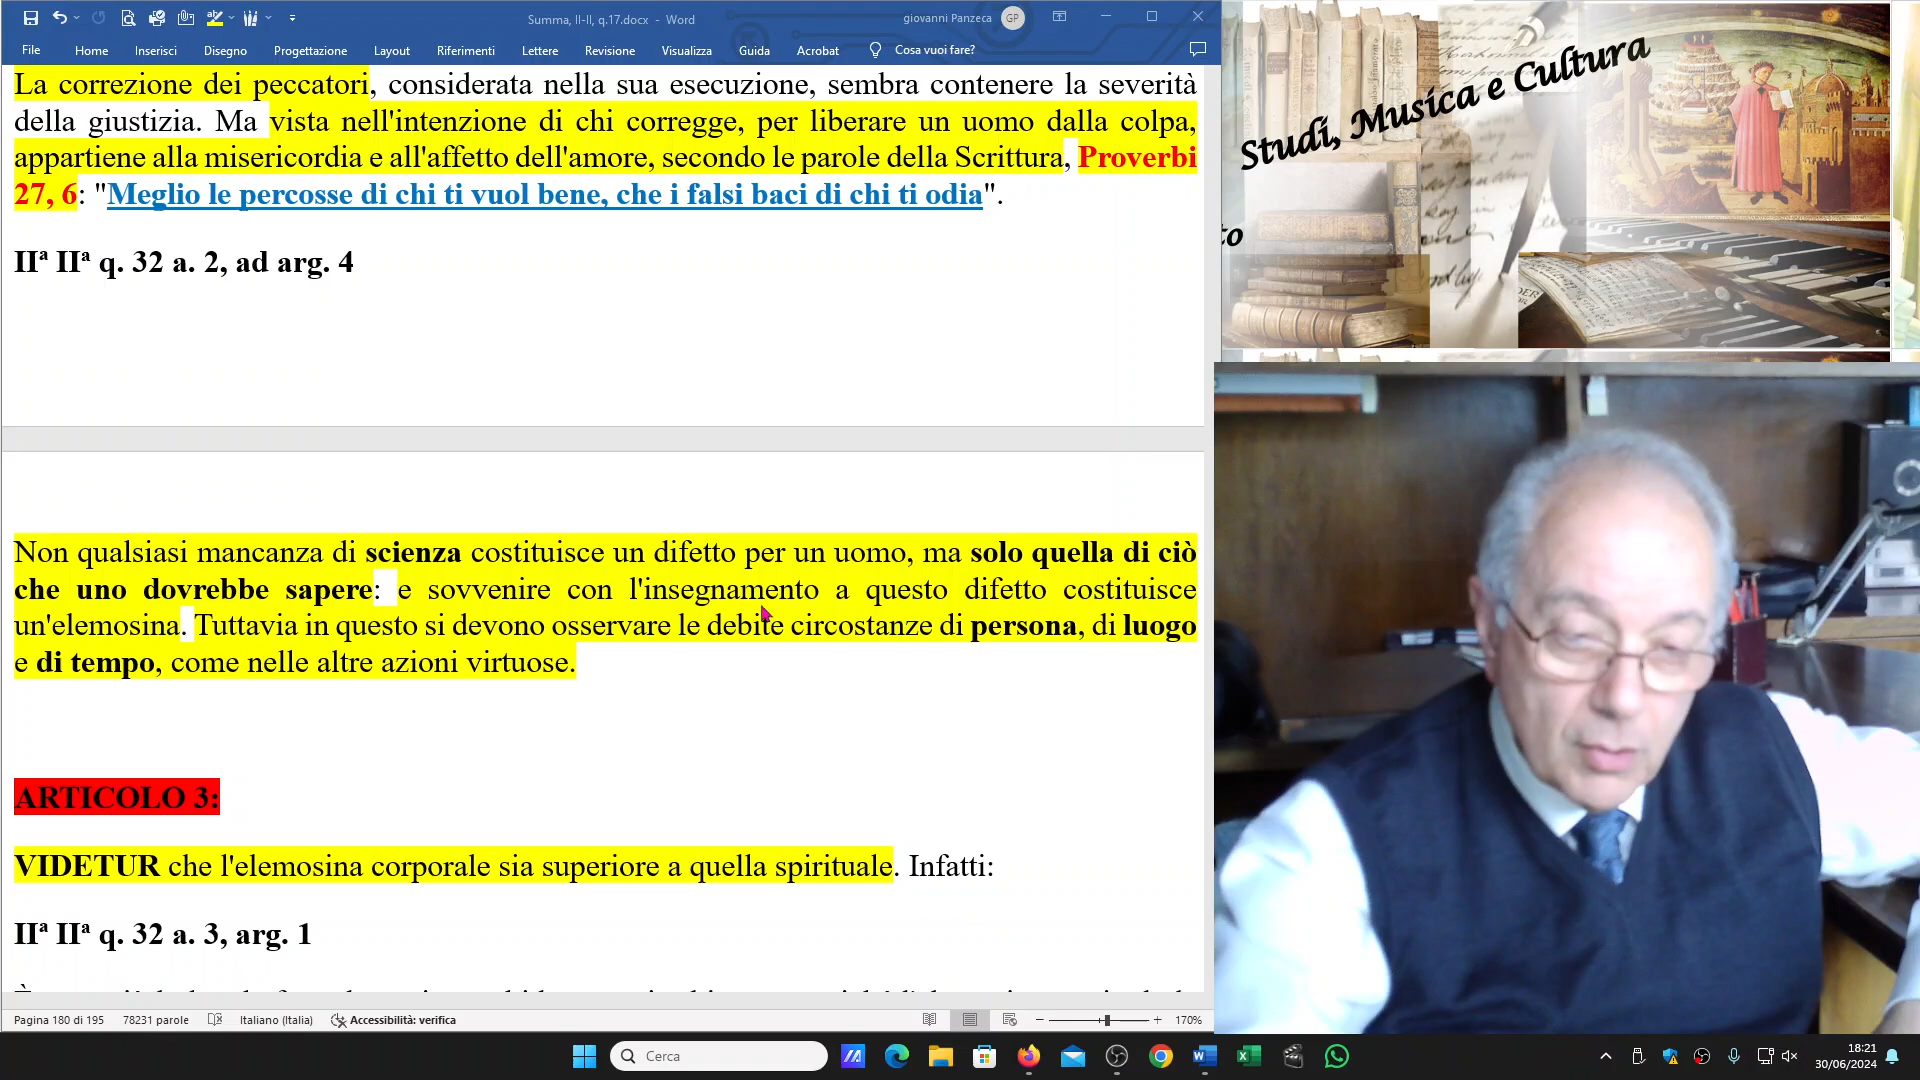 Summa, II-II, q.17.docx - Word
giovanni Panzeca GP
File Home Inserisci Disegno Progettazione Layout Riferimenti Lettere Revisione Visualizza Guida Acrobat Cosa vuoi fare?
La correzione dei peccatori, considerata nella sua esecuzione, sembra contenere la severità
della giustizia. Ma vista nell'intenzione di chi corregge, per liberare un uomo dalla colpa,
appartiene alla misericordia e all'affetto dell'amore, secondo le parole della Scrittura, Proverbi
27, 6: "Meglio le percosse di chi ti vuol bene, che i falsi baci di chi ti odia".
IIª IIª q. 32 a. 2, ad arg. 4
Non qualsiasi mancanza di scienza costituisce un difetto per un uomo, ma solo quella di ciò
che uno dovrebbe sapere: e sovvenire con l'insegnamento a questo difetto costituisce
un'elemosina. Tuttavia in questo si devono osservare le debite circostanze di persona, di luogo
e di tempo, come nelle altre azioni virtuose.
ARTICOLO 3:
VIDETUR che l'elemosina corporale sia superiore a quella spirituale. Infatti:
IIª IIª q. 32 a. 3, arg. 1
Pagina 180 di 195 78231 parole Italiano (Italia) Accessibilità: verifica 170%
Studi, Musica e Cultura
to
Cerca
18:21
30/06/2024